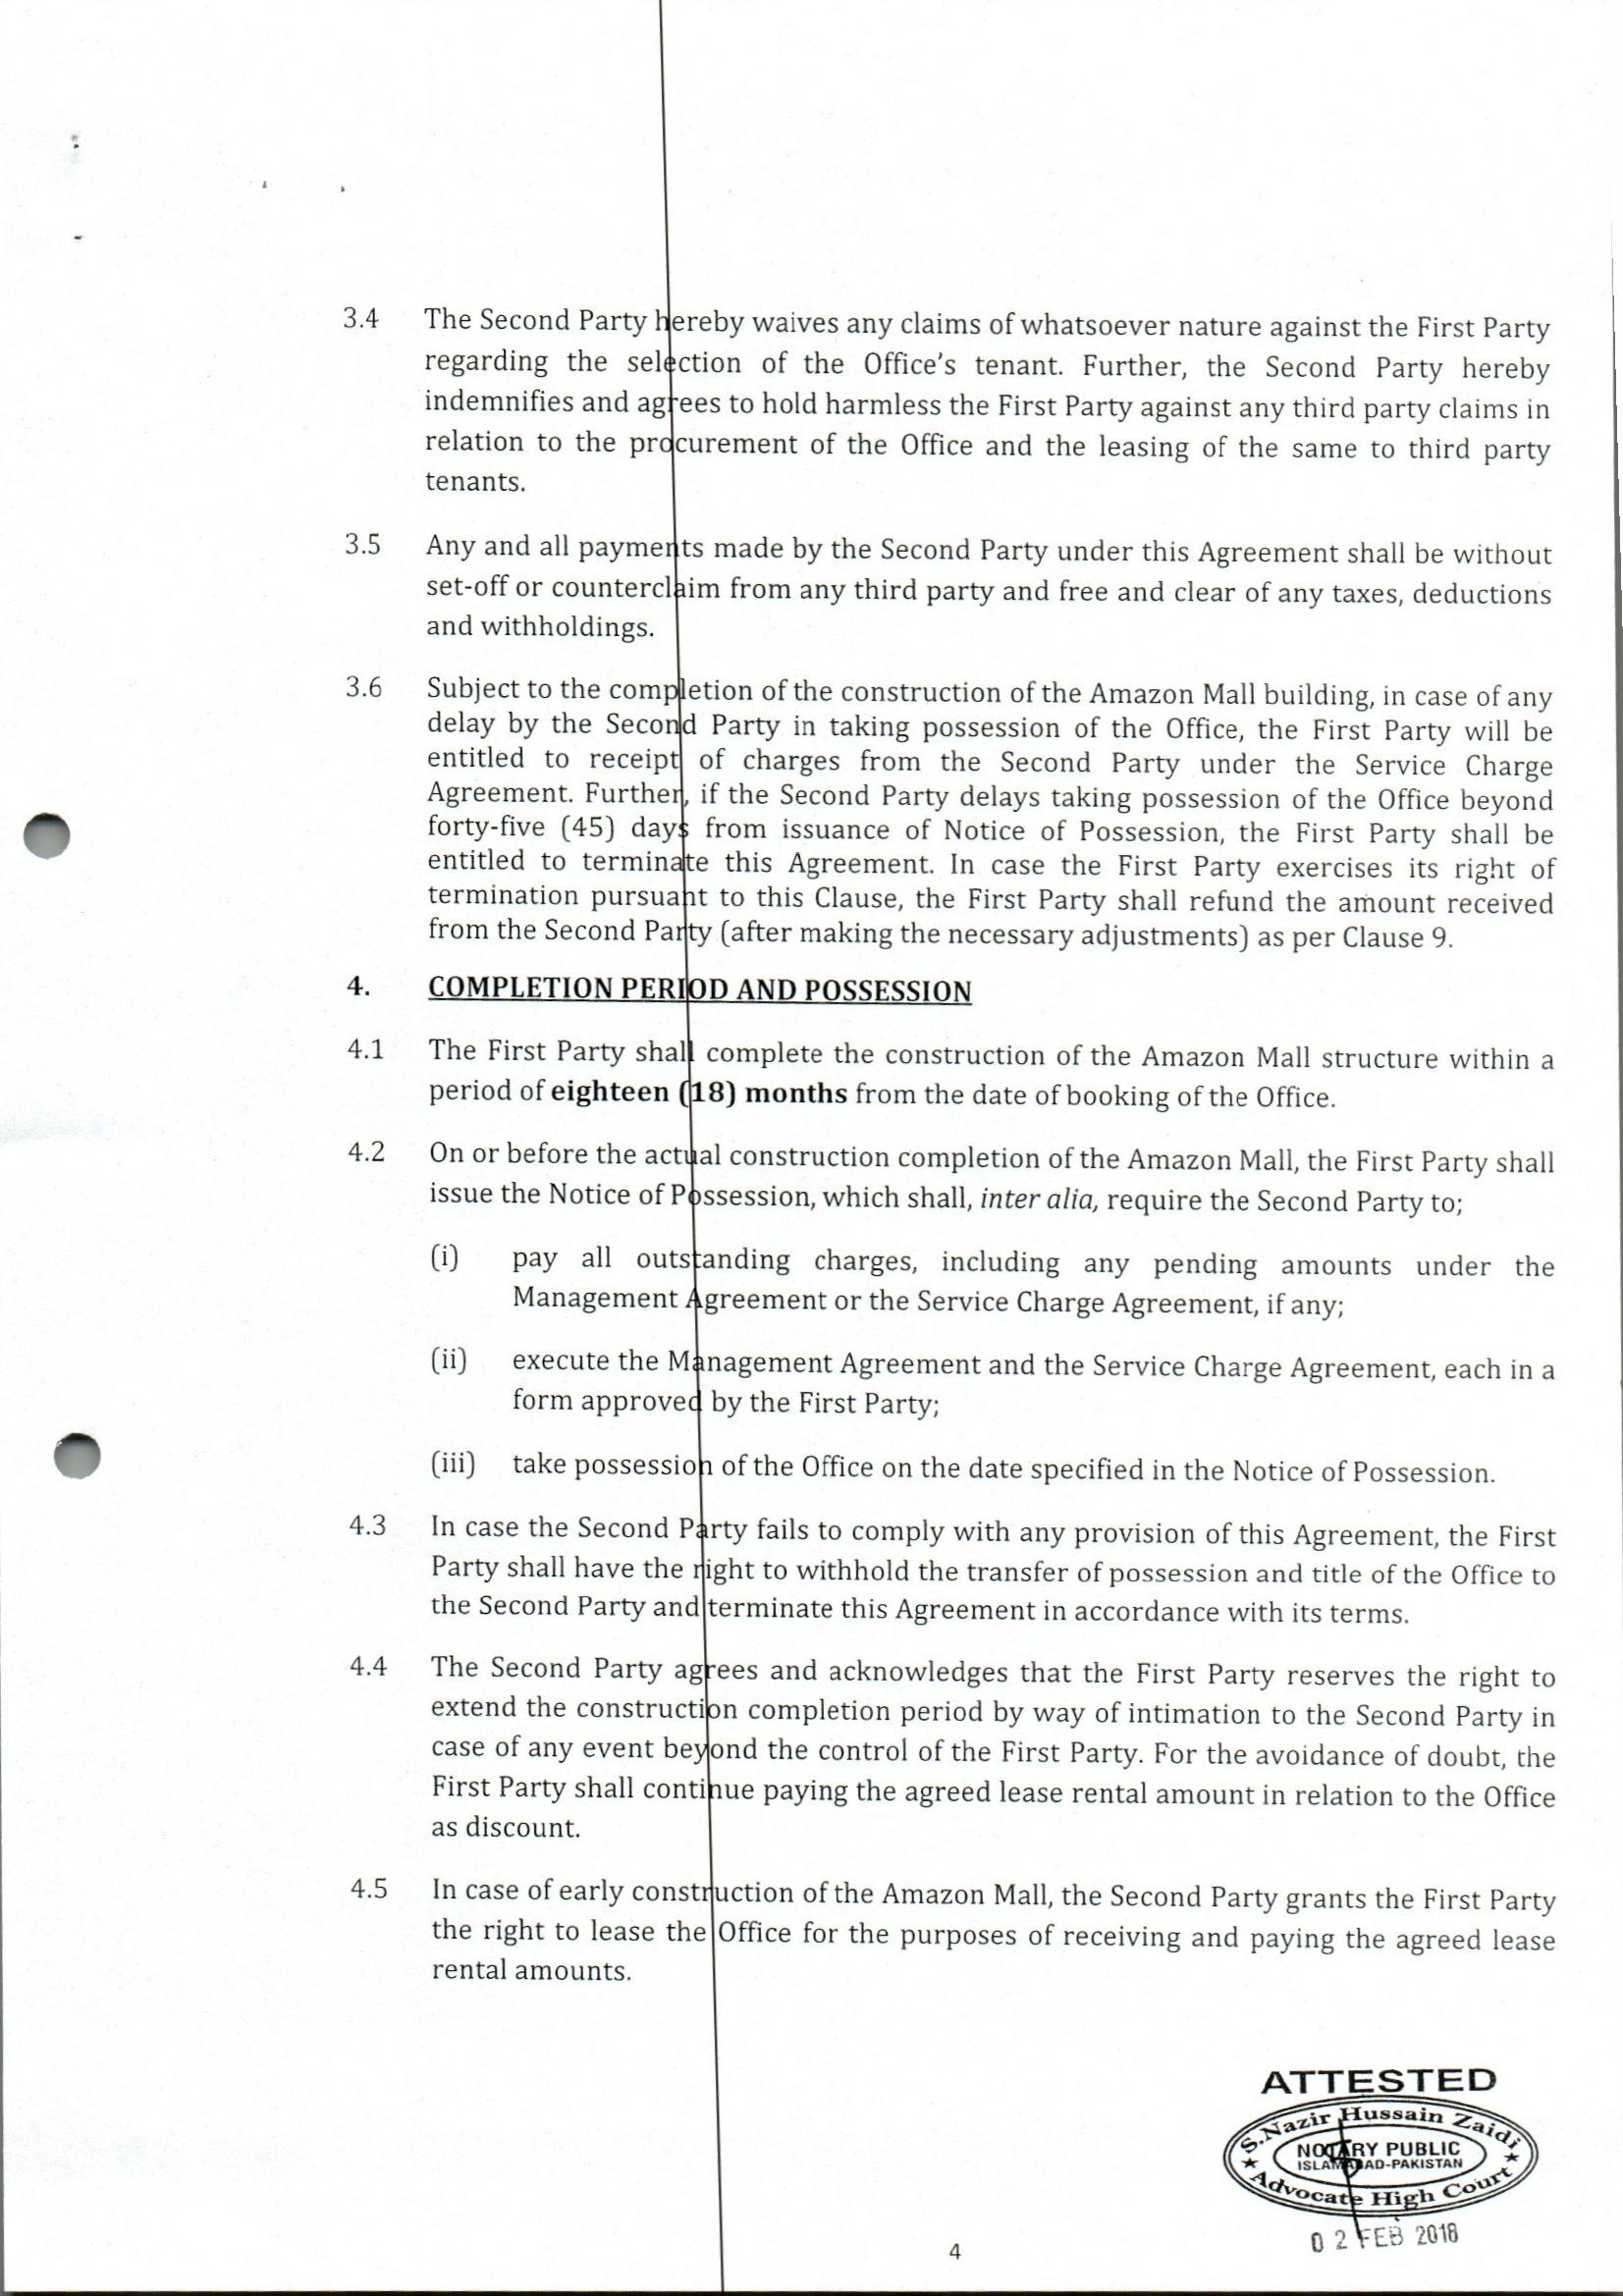 3.4 The Second Party hereby waives any claims of whatsoever nature against the First Party
regarding the selection of the Office's tenant. Further, the Second Party hereby
indemnifies and agrees to hold harmless the First Party against any third party claims in
relation to the procurement of the Office and the leasing of the same to third party
tenants.
3.5 Any and all payments made by the Second Party under this Agreement shall be without
set-off or counterclaim from any third party and free and clear of any taxes, deductions
and withholdings.
3.6 Subject to the completion of the construction of the Amazon Mall building, in case of any
delay by the Second Party in taking possession of the Office, the First Party will be
entitled to receipt of charges from the Second Party under the Service Charge
Agreement. Further, if the Second Party delays taking possession of the Office beyond
forty-five (45) days from issuance of Notice of Possession, the First Party shall be
entitled to terminate this Agreement. In case the First Party exercises its right of
termination pursuant to this Clause, the First Party shall refund the amount received
from the Second Party (after making the necessary adjustments) as per Clause 9.
4. COMPLETION PERIOD AND POSSESSION
4.1 The First Party shall complete the construction of the Amazon Mall structure within a
period of eighteen (18) months from the date of booking of the Office.
4.2 On or before the actual construction completion of the Amazon Mall, the First Party shall
issue the Notice of Possession, which shall, inter alia, require the Second Party to;
(i) pay all outstanding charges, including any pending amounts under the
Management Agreement or the Service Charge Agreement, if any;
(ii) execute the Management Agreement and the Service Charge Agreement, each in a
form approved by the First Party;
(iii) take possession of the Office on the date specified in the Notice of Possession.
4.3 In case the Second Party fails to comply with any provision of this Agreement, the First
Party shall have the right to withhold the transfer of possession and title of the Office to
the Second Party and terminate this Agreement in accordance with its terms.
4.4 The Second Party agrees and acknowledges that the First Party reserves the right to
extend the construction completion period by way of intimation to the Second Party in
case of any event beyond the control of the First Party. For the avoidance of doubt, the
First Party shall continue paying the agreed lease rental amount in relation to the Office
as discount.
4.5 In case of early construction of the Amazon Mall, the Second Party grants the First Party
the right to lease the Office for the purposes of receiving and paying the agreed lease
rental amounts.
ATTESTED
S.Nazir Hussain Zaidi
NOTARY PUBLIC
ISLAMABAD-PAKISTAN
Advocate High Court
02 FEB 2018
4